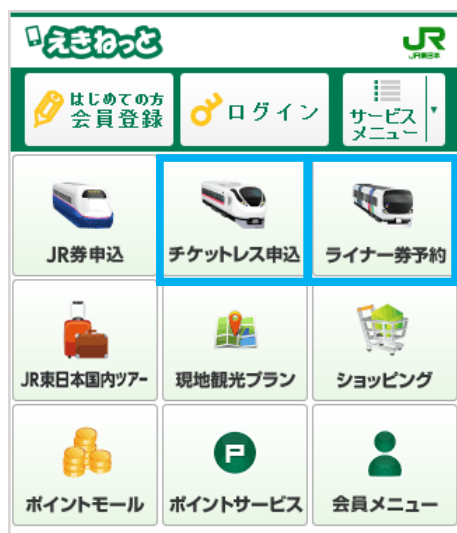 えきねっと
JR
JR東日本
はじめての方
会員登録
ログイン
サービス
メニュー
JR券申込
チケットレス申込
ライナー券予約
JR東日本国内ツアー
現地観光プラン
ショッピング
P
ポイントモール
ポイントサービス
会員メニュー